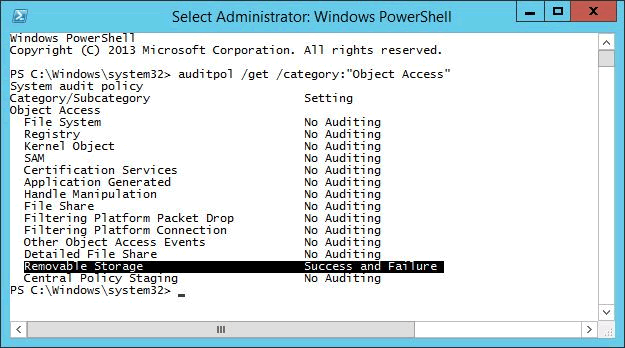 Select Administrator: Windows PowerShell
Windows PowerShell
Copyright (C) 2013 Microsoft Corporation. All rights reserved.
PS C:\Windows\system32> auditpol /get /category:"Object Access"
System audit policy
Category/Subcategory                      Setting
Object Access
  File System                             No Auditing
  Registry                                No Auditing
  Kernel Object                           No Auditing
  SAM                                     No Auditing
  Certification Services                  No Auditing
  Application Generated                   No Auditing
  Handle Manipulation                     No Auditing
  File Share                              No Auditing
  Filtering Platform Packet Drop          No Auditing
  Filtering Platform Connection           No Auditing
  Other Object Access Events              No Auditing
  Detailed File Share                     No Auditing
  Removable Storage                       Success and Failure
  Central Policy Staging                  No Auditing
PS C:\Windows\system32> _